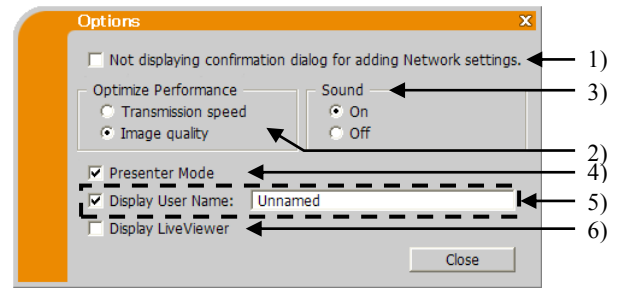 Options x
Not displaying confirmation dialog for adding Network settings. 1)
Optimize Performance Sound 3)
Transmission speed On
Image quality Off
2)
Presenter Mode 4)
Display User Name: Unnamed 5)
Display LiveViewer 6)
Close